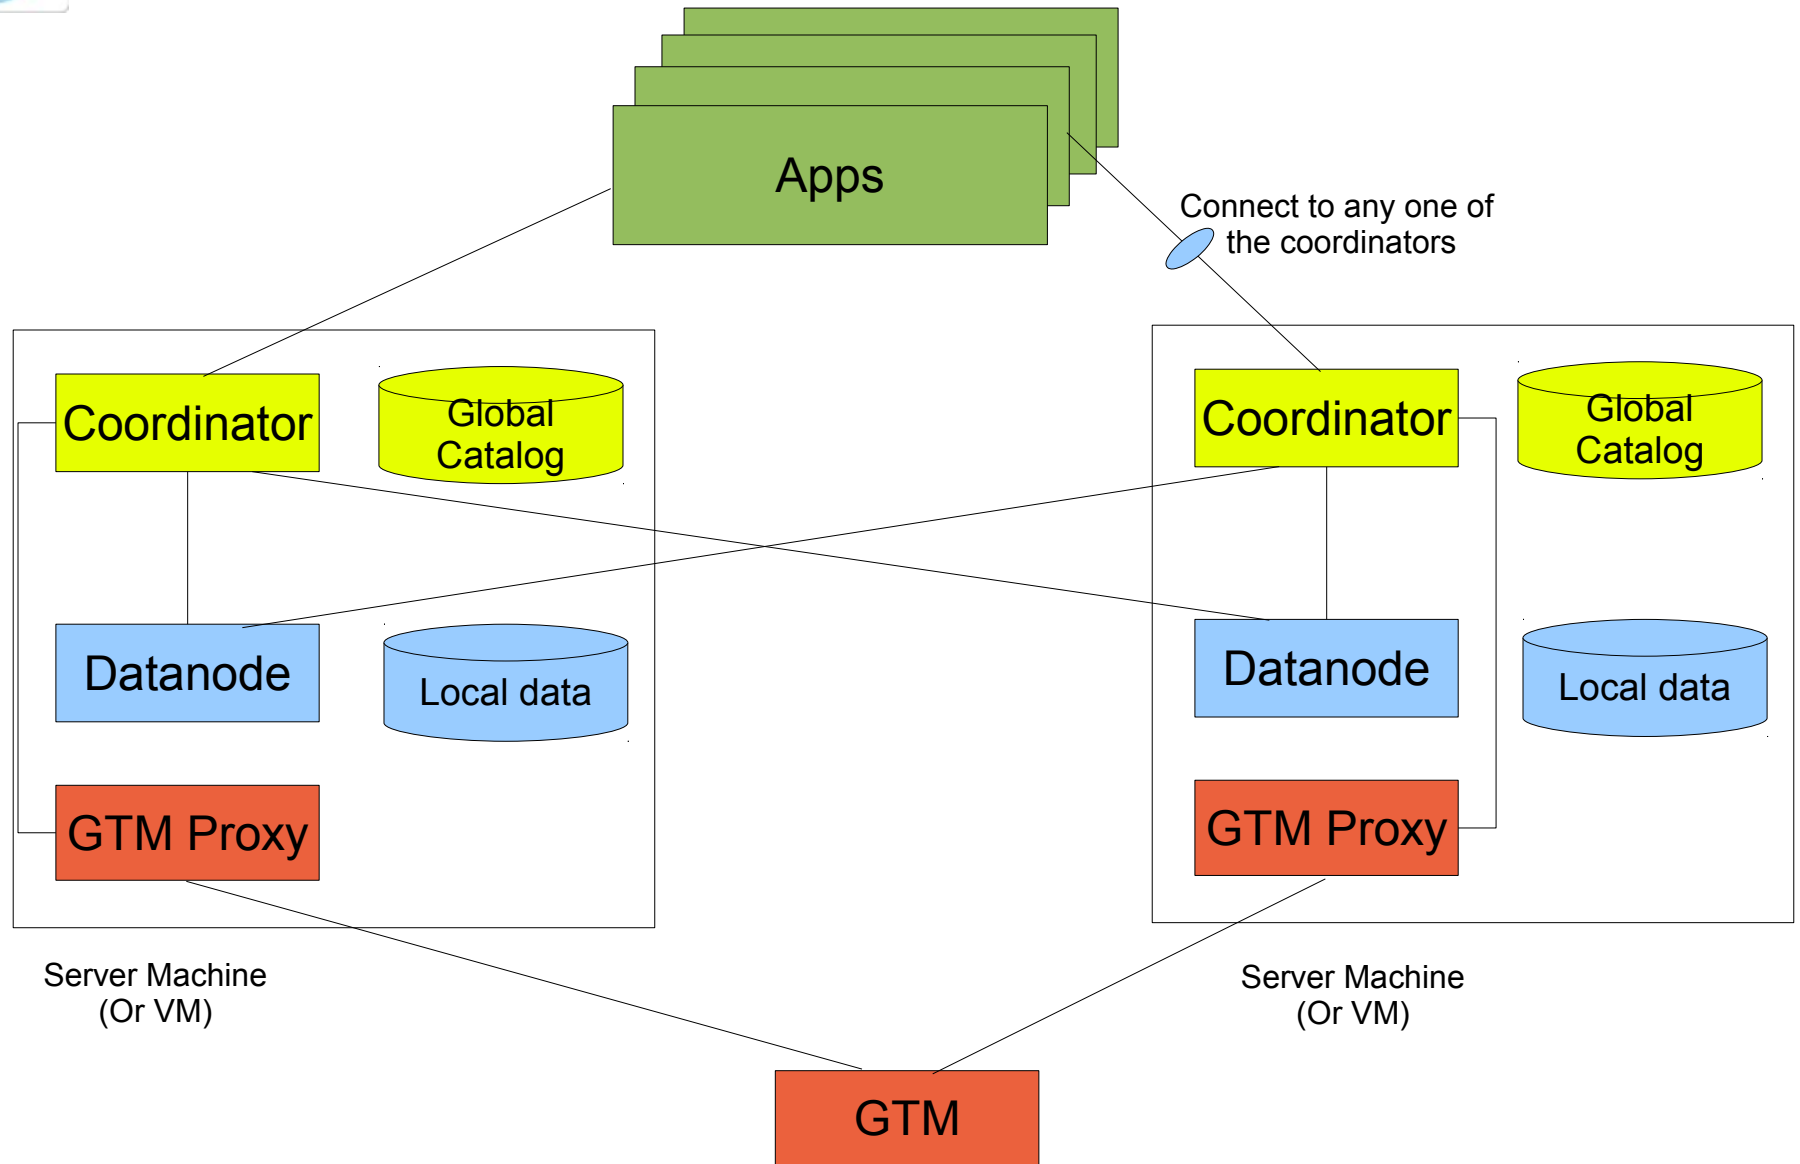 Apps
Connect to any one of
the coordinators
Coordinator
Global
Catalog
Datanode
Local data
GTM Proxy
Server Machine
(Or VM)
Coordinator
Global
Catalog
Datanode
Local data
GTM Proxy
Server Machine
(Or VM)
GTM